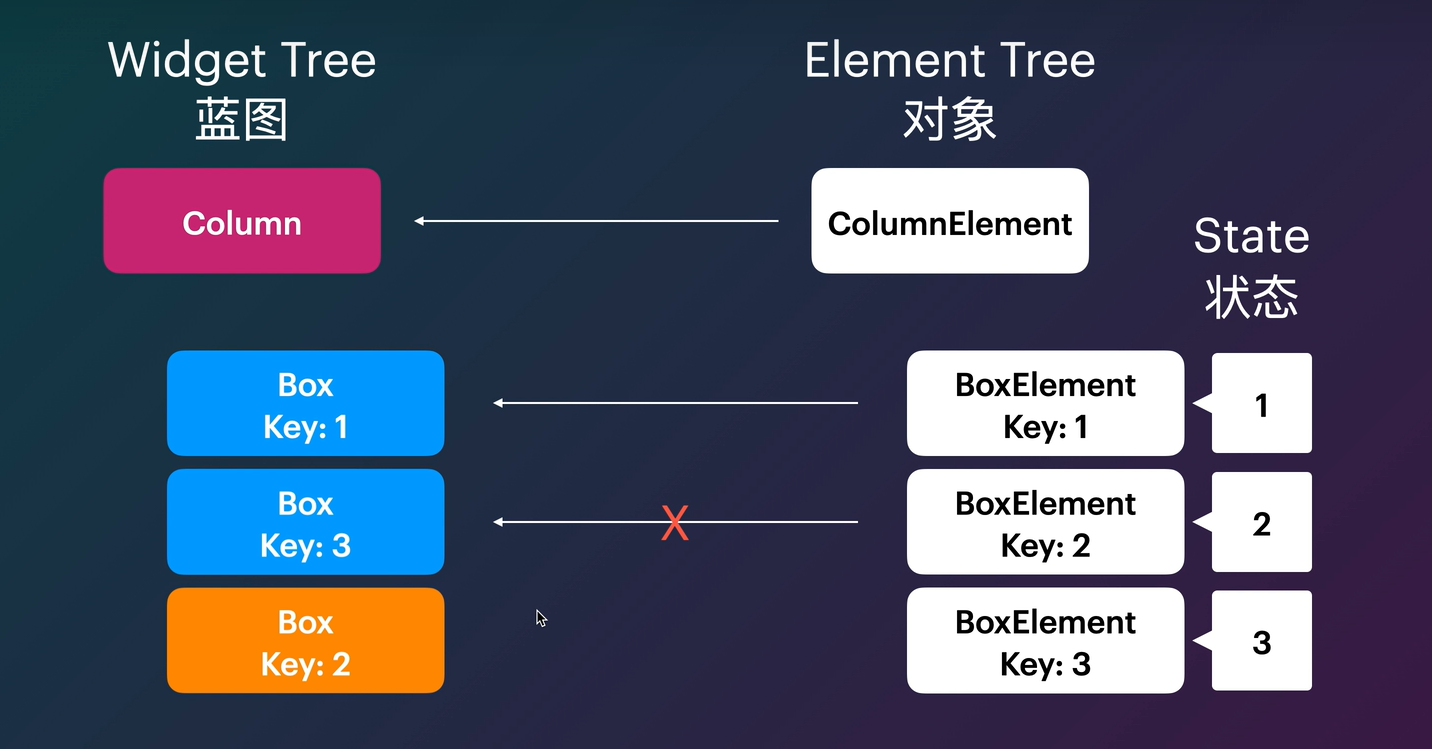 Widget Tree
蓝图
Element Tree
对象
Column
ColumnElement
State
状态
Box
Key: 1
BoxElement
Key: 1
1
Box
Key: 3
X
BoxElement
Key: 2
2
Box
Key: 2
BoxElement
Key: 3
3